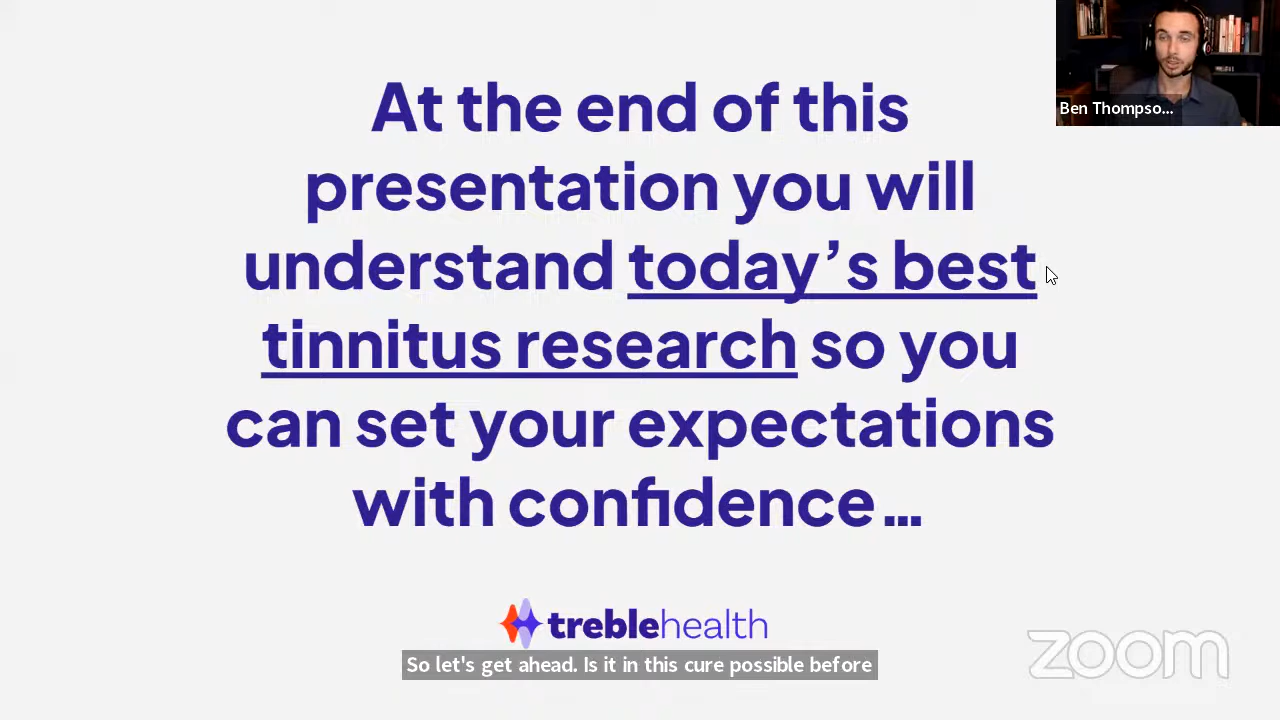 At the end of this
presentation you will
understand today's best
tinnitus research so you
can set your expectations
with confidence...
Ben Thompso...
treblehealth
So let's get ahead. Is it in this cure possible before
zoom